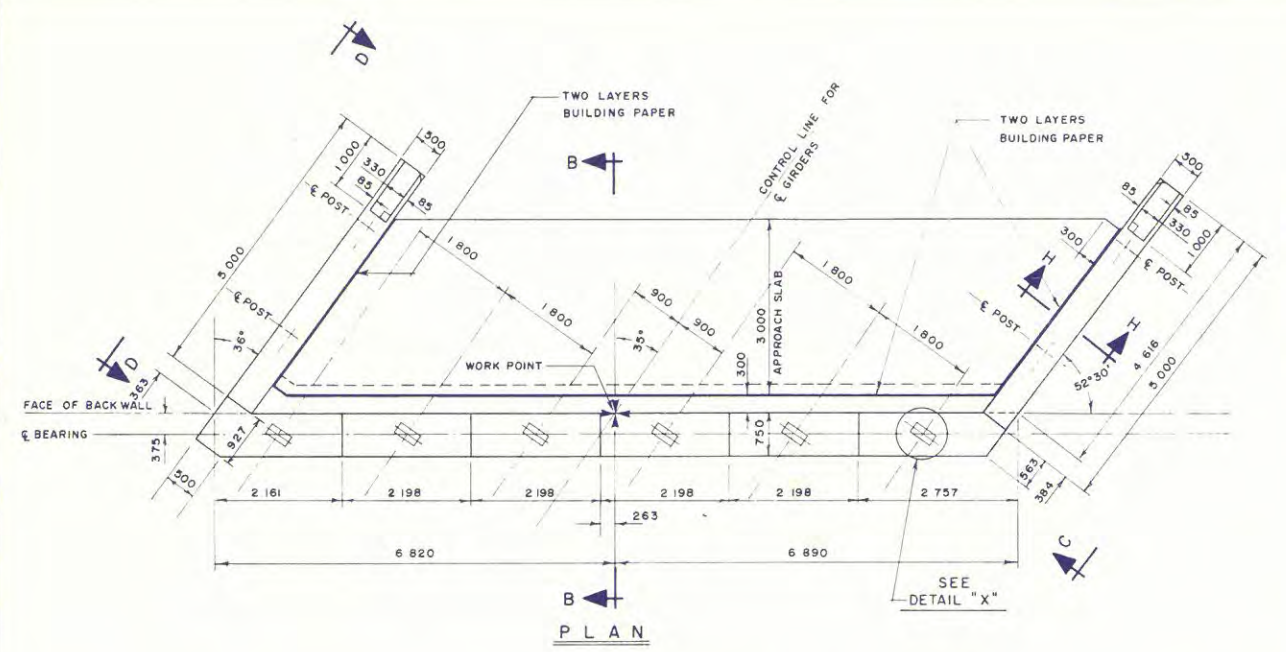 D
TWO LAYERS
BUILDING PAPER
B
CONTROL LINE FOR
℄ GIRDERS
TWO LAYERS
BUILDING PAPER
500
1 000
330
85
85
℄ POST
5 000
500
85
85
330
1 000
℄ POST
300
H
1 800
1 800
1 800
1 800
900
900
3 000
APPROACH SLAB
℄ POST
36°
35°
℄ POST
H
4 616
5 000
52°30'
D
363
WORK POINT
300
FACE OF BACK WALL
℄ BEARING
375
927
750
500
563
384
2 161
2 198
2 198
2 198
2 198
2 757
263
6 820
6 890
C
B
SEE
DETAIL "X"
PLAN